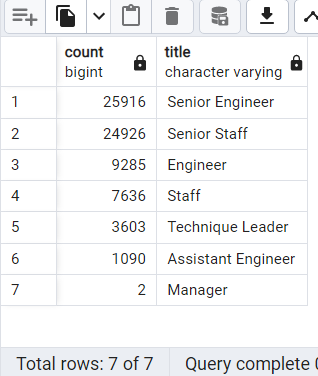 count title
bigint character varying
1 25916 Senior Engineer
2 24926 Senior Staff
3 9285 Engineer
4 7636 Staff
5 3603 Technique Leader
6 1090 Assistant Engineer
7 2 Manager
Total rows: 7 of 7 Query complete